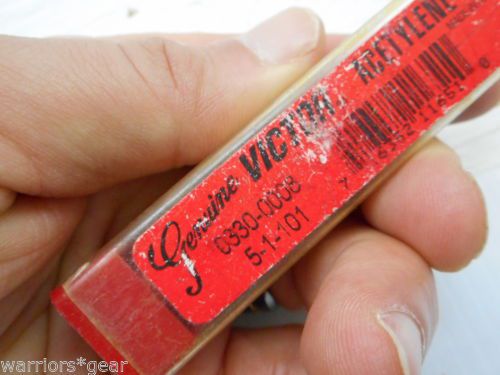 Genuine VICTOR ACETYLENE
0330-0008
5-1-101
warriors*gear